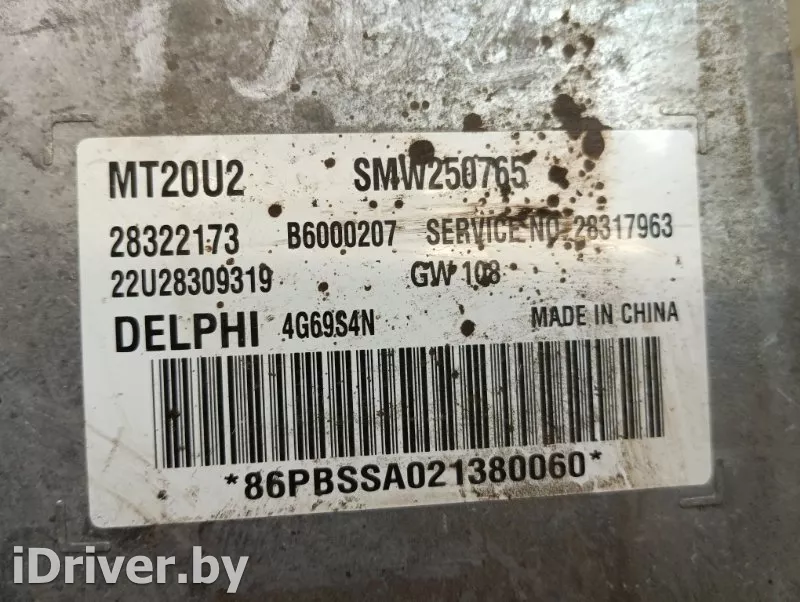 MT20U2 SMW250765
28322173 B6000207 SERVICE NO. 28317963
22U28309319 GW 108
DELPHI 4G69S4N MADE IN CHINA
*86PBSSA021380060*
iDriver.by